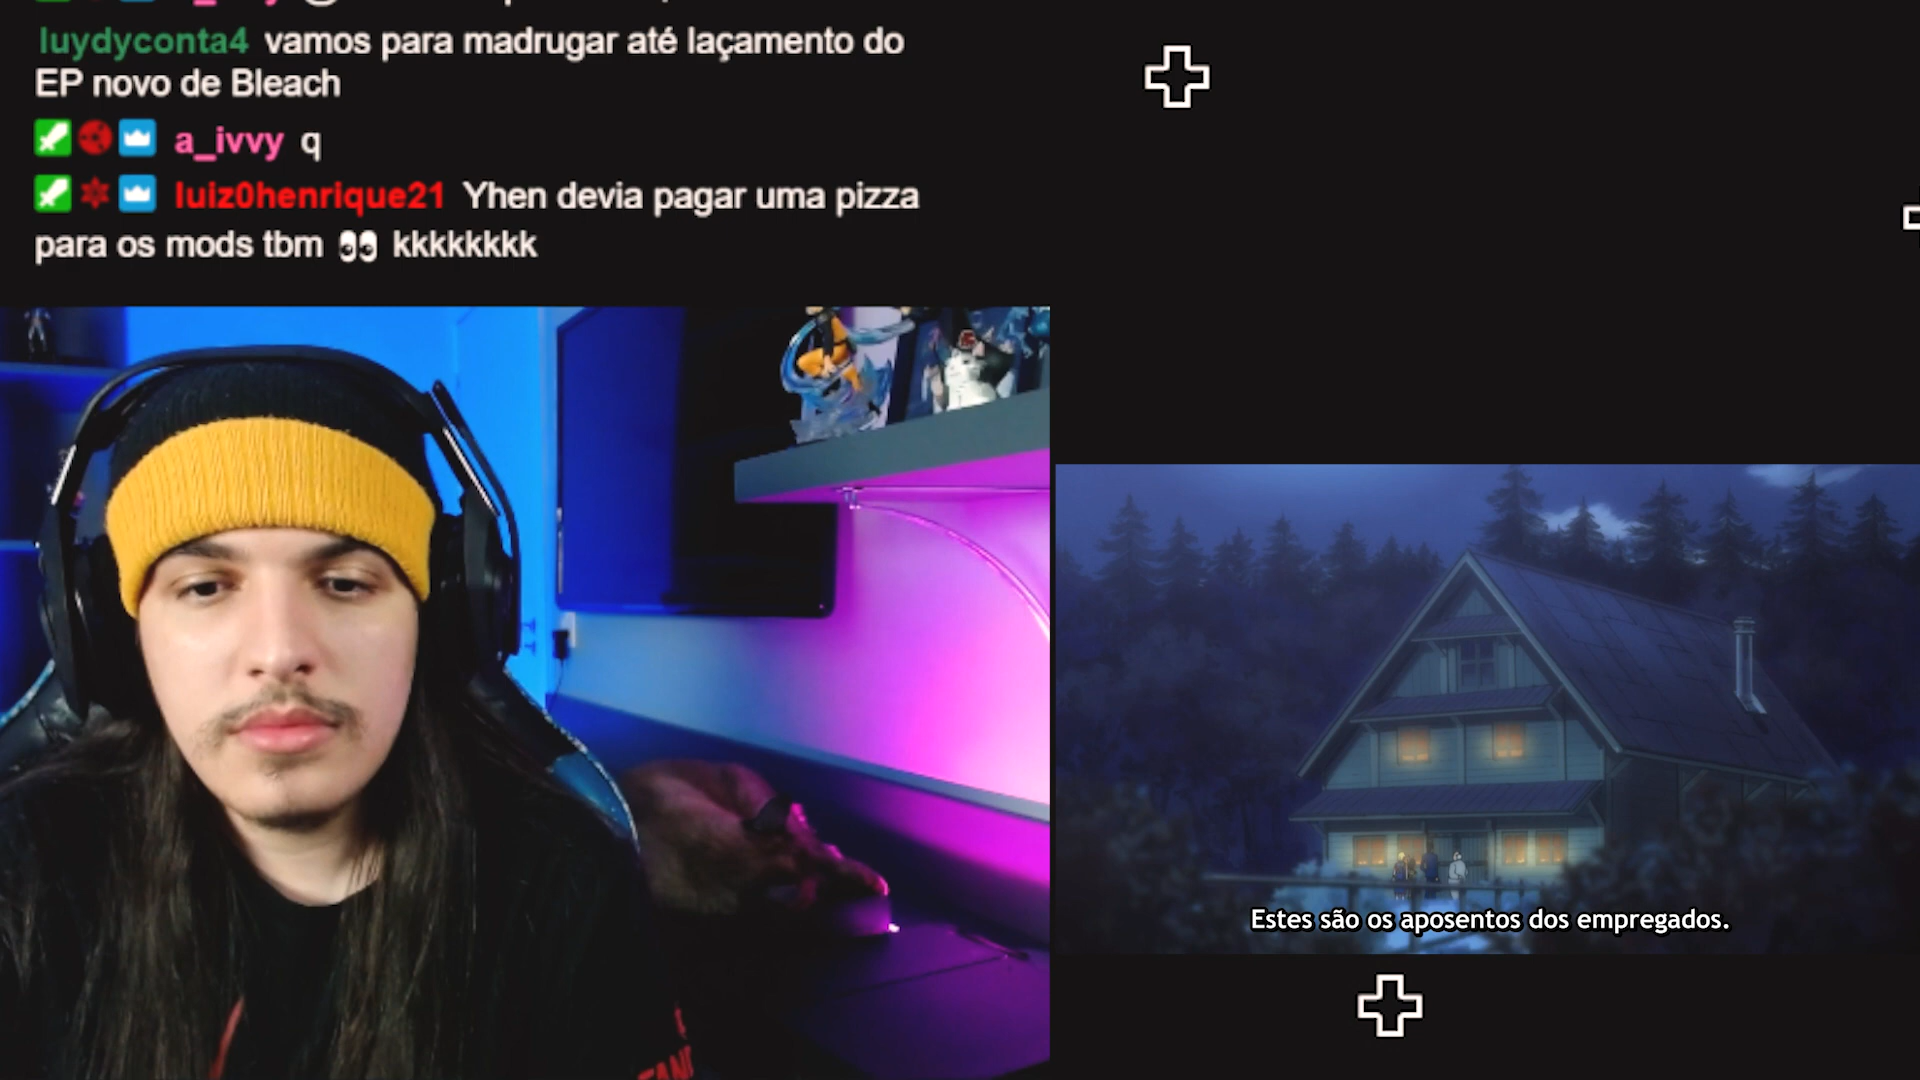 luydyconta4 vamos para madrugar até laçamento do
EP novo de Bleach
a_ivvy q
luiz0henrique21 Yhen devia pagar uma pizza
para os mods tbm 👀 kkkkkkkk
Estes são os aposentos dos empregados.